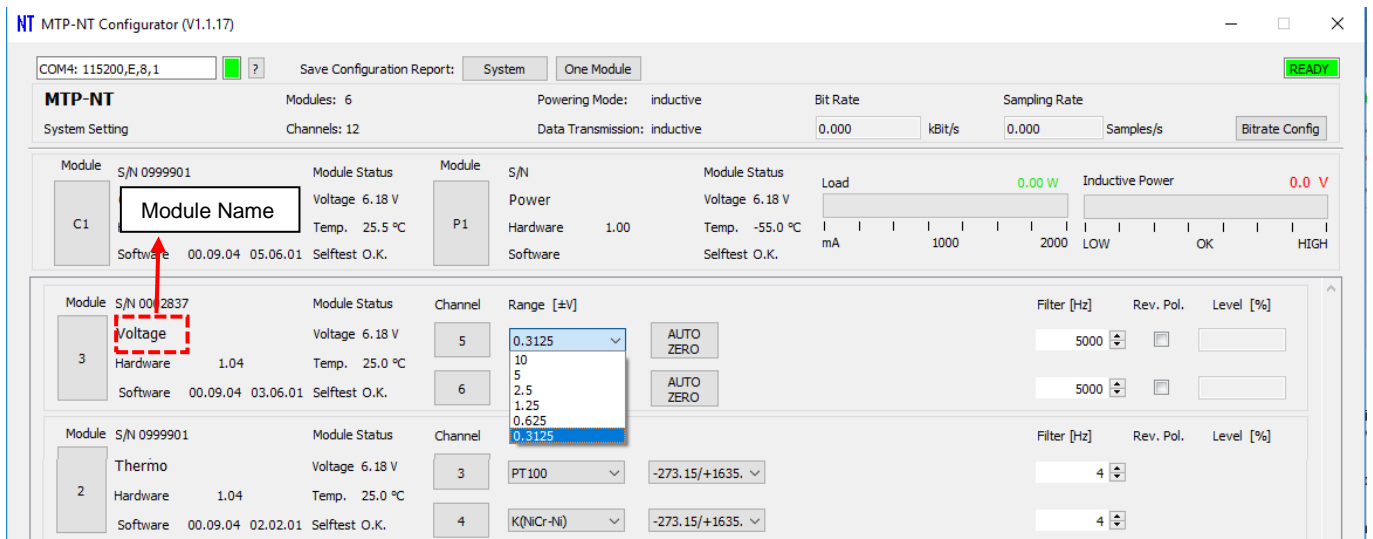 NT MTP-NT Configurator (V1.1.17)
COM4: 115200,E,8,1 ? Save Configuration Report: System One Module READY
MTP-NT Modules: 6 Powering Mode: inductive Bit Rate Sampling Rate
System Setting Channels: 12 Data Transmission: inductive 0.000 kBit/s 0.000 Samples/s Bitrate Config
Module S/N 0999901 Module Status Module S/N Module Status Load 0.00 W Inductive Power 0.0 V
Module Name Voltage 6.18 V Power Voltage 6.18 V
C1 Temp. 25.5 ºC P1 Hardware 1.00 Temp. -55.0 ºC mA 1000 2000 LOW OK HIGH
Software 00.09.04 05.06.01 Selftest O.K. Software Selftest O.K.
Module S/N 0002837 Module Status Channel Range [±V] Filter [Hz] Rev. Pol. Level [%]
Voltage Voltage 6.18 V 5 0.3125 AUTO ZERO 5000
3 Hardware 1.04 Temp. 25.0 ºC 10
5
Software 00.09.04 03.06.01 Selftest O.K. 6 2.5 AUTO ZERO 5000
1.25
0.625
0.3125
Module S/N 0999901 Module Status Channel Filter [Hz] Rev. Pol. Level [%]
Thermo Voltage 6.18 V 3 PT100 -273.15/+1635. 4
2 Hardware 1.04 Temp. 25.0 ºC
Software 00.09.04 02.02.01 Selftest O.K. 4 K(NiCr-Ni) -273.15/+1635. 4